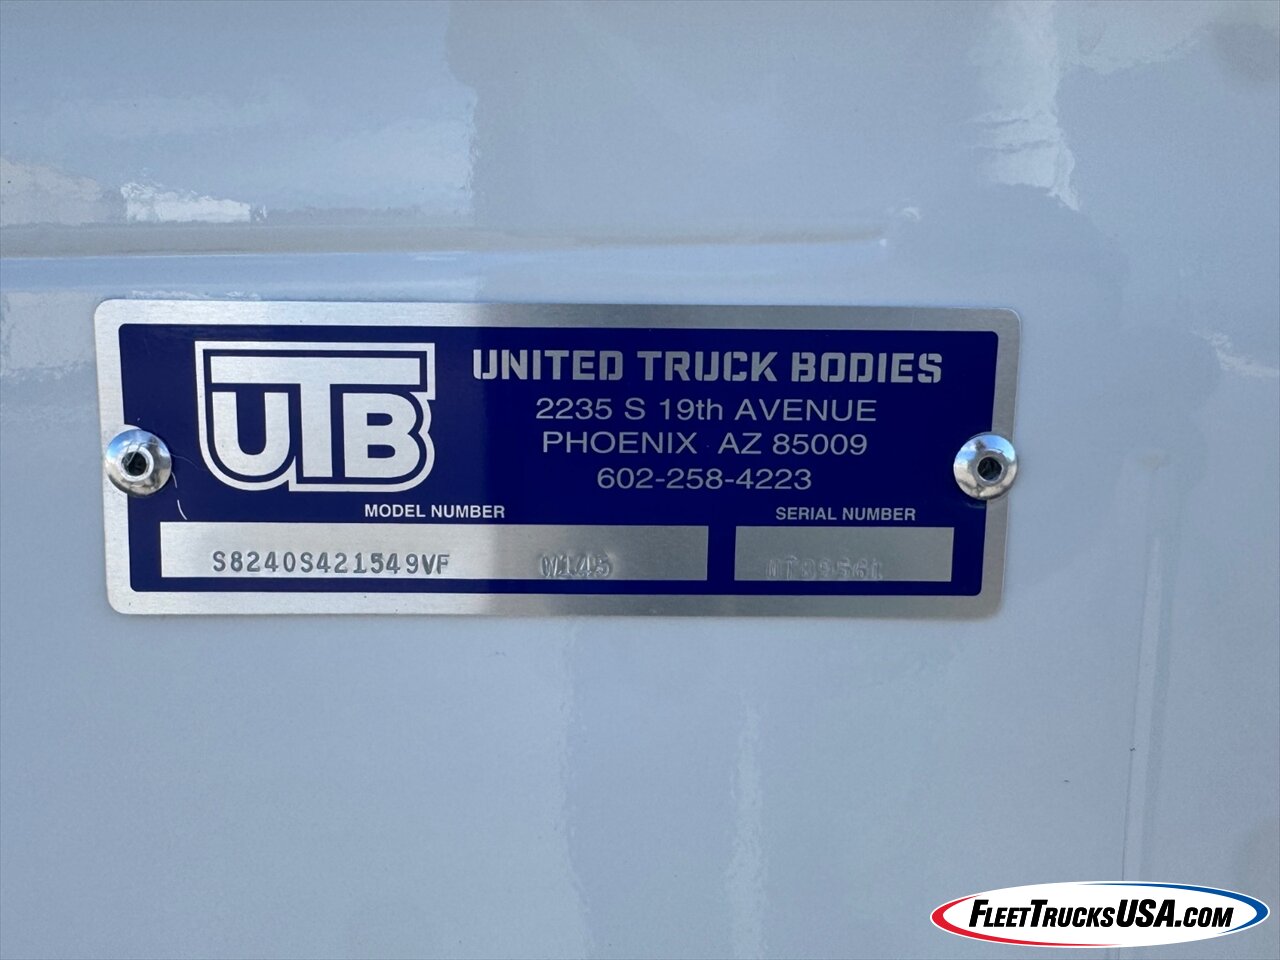 UTB
UNITED TRUCK BODIES
2235 S 19th AVENUE
PHOENIX AZ 85009
602-258-4223
MODEL NUMBER
SERIAL NUMBER
S8240S421549VF W145
FLEETTRUCKSUSA.COM